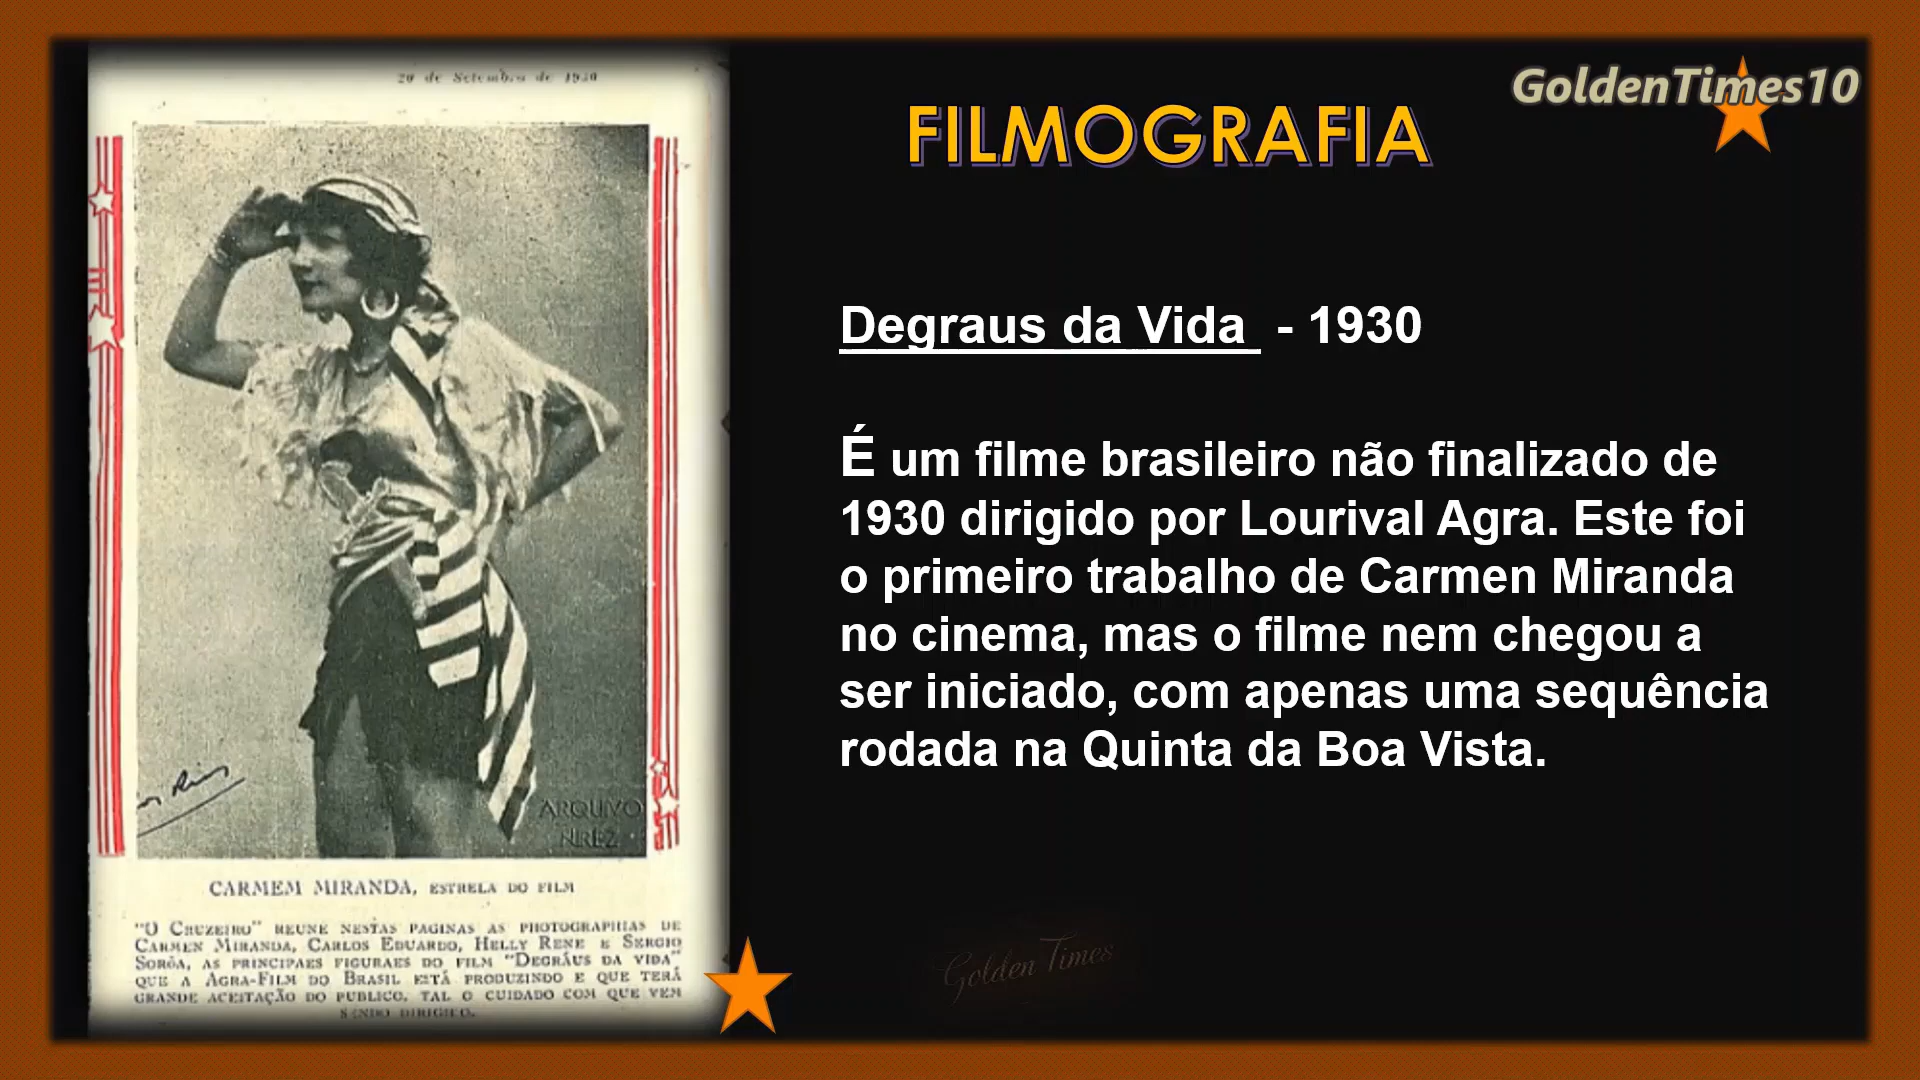 20 de Setembro de 1930
CARMEM MIRANDA, ESTRELA DO FILM
"O CRUZEIRO" REUNE NESTAS PAGINAS AS PHOTOGRAPHIAS DE
CARMEN MIRANDA, CARLOS EDUARDO, HELLY RENE E SERGIO
SORÔA, AS PRINCIPAES FIGURAES DO FILM "DEGRÁUS DA VIDA"
QUE A AGRA-FILM DO BRASIL ESTÁ PRODUZINDO E QUE TERÁ
GRANDE ACEITAÇÃO DO PUBLICO, TAL O CUIDADO COM QUE VEM
SENDO DIRIGIDO.
ARQUIVO
NIREZ
GoldenTimes10
FILMOGRAFIA
Degraus da Vida - 1930
É um filme brasileiro não finalizado de
1930 dirigido por Lourival Agra. Este foi
o primeiro trabalho de Carmen Miranda
no cinema, mas o filme nem chegou a
ser iniciado, com apenas uma sequência
rodada na Quinta da Boa Vista.
Golden Times